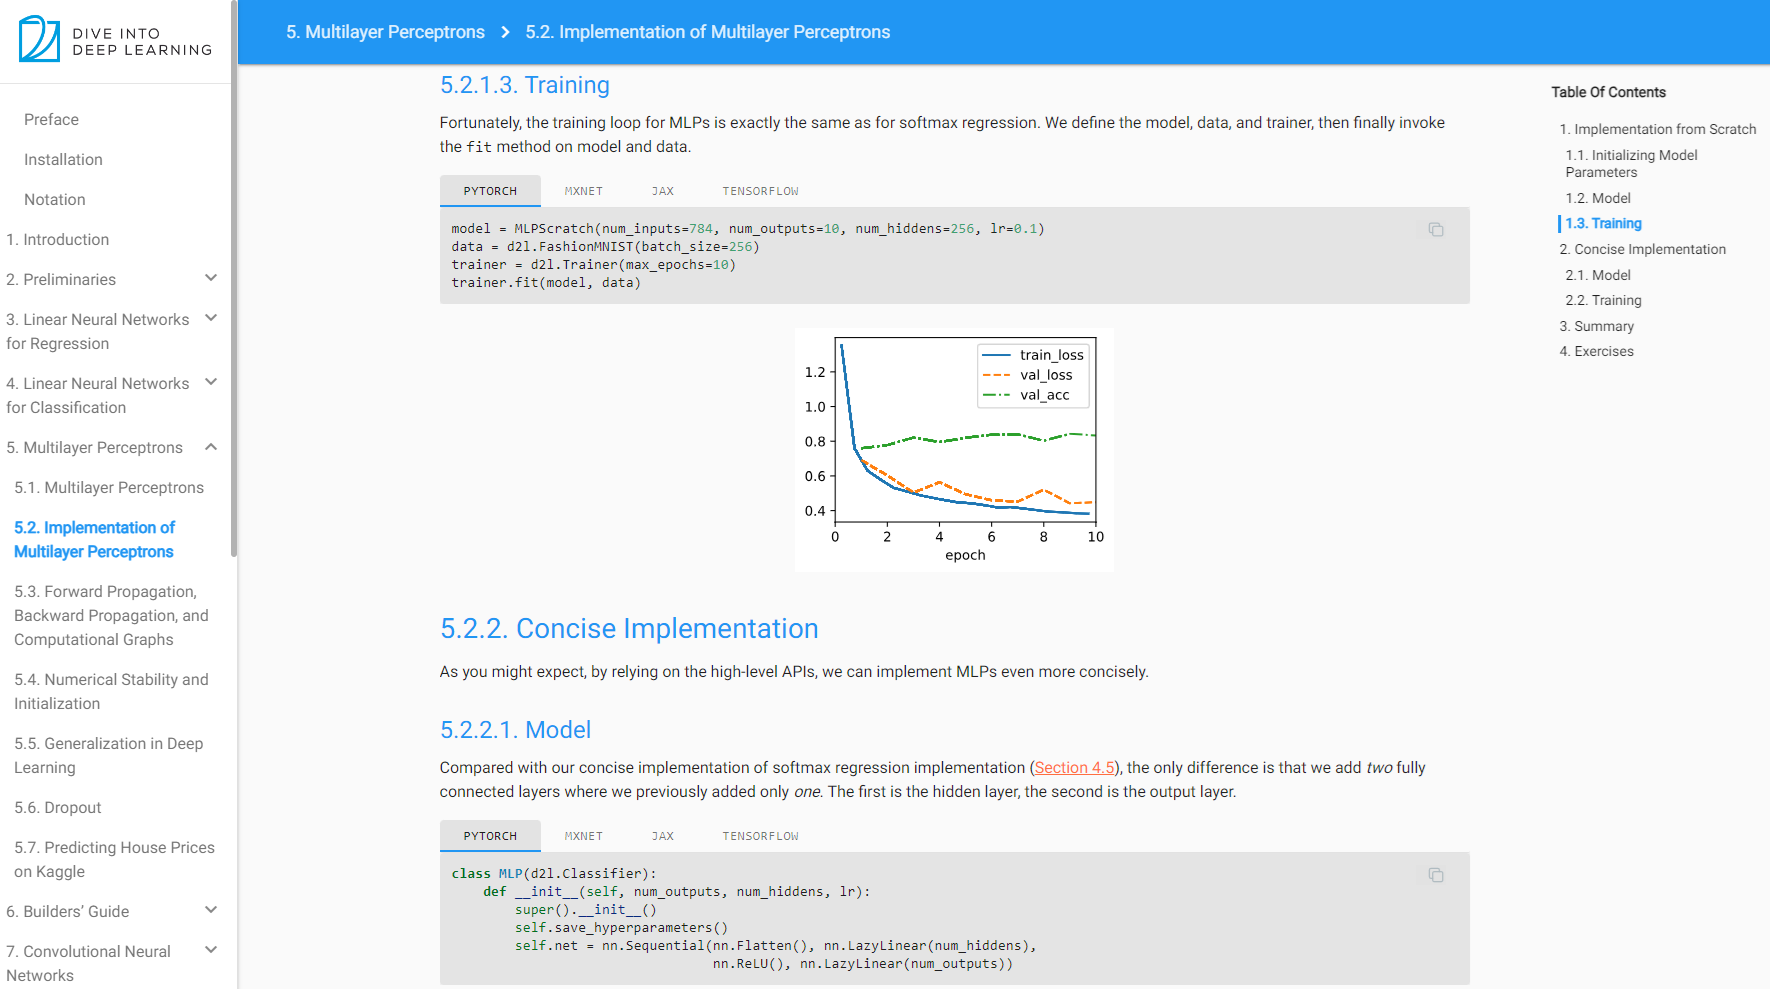 DIVE INTO
DEEP LEARNING
Preface
Installation
Notation
1. Introduction
2. Preliminaries
3. Linear Neural Networks
for Regression
4. Linear Neural Networks
for Classification
5. Multilayer Perceptrons
5.1. Multilayer Perceptrons
5.2. Implementation of
Multilayer Perceptrons
5.3. Forward Propagation,
Backward Propagation, and
Computational Graphs
5.4. Numerical Stability and
Initialization
5.5. Generalization in Deep
Learning
5.6. Dropout
5.7. Predicting House Prices
on Kaggle
6. Builders’ Guide
7. Convolutional Neural
Networks
5. Multilayer Perceptrons
5.2. Implementation of Multilayer Perceptrons
5.2.1.3. Training
Fortunately, the training loop for MLPs is exactly the same as for softmax regression. We define the model, data, and trainer, then finally invoke
the fit method on model and data.
PYTORCH MXNET JAX TENSORFLOW
model = MLPScratch(num_inputs=784, num_outputs=10, num_hiddens=256, lr=0.1)
data = d2l.FashionMNIST(batch_size=256)
trainer = d2l.Trainer(max_epochs=10)
trainer.fit(model, data)
train_loss
val_loss
val_acc
1.2
1.0
0.8
0.6
0.4
0 2 4 6 8 10
epoch
5.2.2. Concise Implementation
As you might expect, by relying on the high-level APIs, we can implement MLPs even more concisely.
5.2.2.1. Model
Compared with our concise implementation of softmax regression implementation (Section 4.5), the only difference is that we add two fully
connected layers where we previously added only one. The first is the hidden layer, the second is the output layer.
PYTORCH MXNET JAX TENSORFLOW
class MLP(d2l.Classifier):
    def __init__(self, num_outputs, num_hiddens, lr):
        super().__init__()
        self.save_hyperparameters()
        self.net = nn.Sequential(nn.Flatten(), nn.LazyLinear(num_hiddens),
                                 nn.ReLU(), nn.LazyLinear(num_outputs))
Table Of Contents
1. Implementation from Scratch
1.1. Initializing Model
Parameters
1.2. Model
1.3. Training
2. Concise Implementation
2.1. Model
2.2. Training
3. Summary
4. Exercises